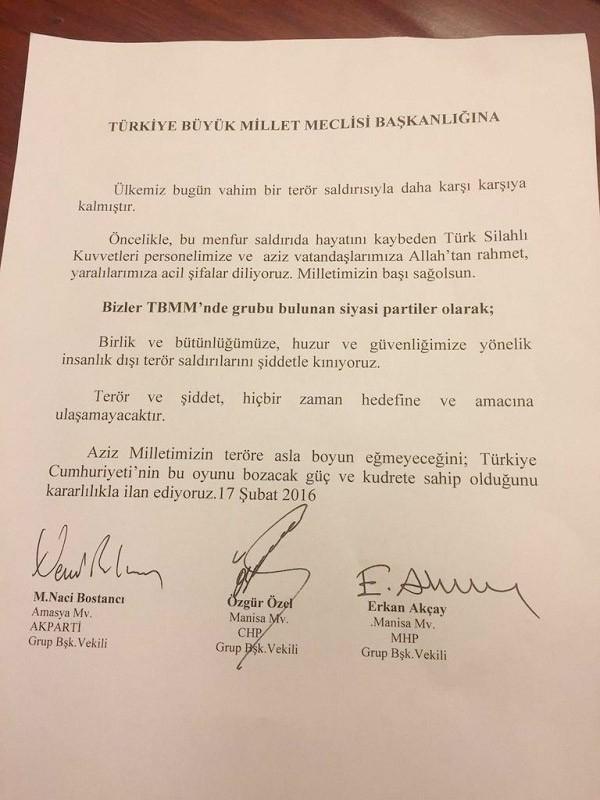 TÜRKİYE BÜYÜK MİLLET MECLİSİ BAŞKANLIĞINA
Ülkemiz bugün vahim bir terör saldırısıyla daha karşı karşıya
kalmıştır.
Öncelikle, bu menfur saldırıda hayatını kaybeden Türk Silahlı
Kuvvetleri personelimize ve aziz vatandaşlarımıza Allah'tan rahmet,
yaralılarımıza acil şifalar diliyoruz. Milletimizin başı sağolsun.
Bizler TBMM'nde grubu bulunan siyasi partiler olarak;
Birlik ve bütünlüğümüze, huzur ve güvenliğimize yönelik
insanlık dışı terör saldırılarını şiddetle kınıyoruz.
Terör ve şiddet, hiçbir zaman hedefine ve amacına
ulaşamayacaktır.
Aziz Milletimizin teröre asla boyun eğmeyeceğini; Türkiye
Cumhuriyeti'nin bu oyunu bozacak güç ve kudrete sahip olduğunu
kararlılıkla ilan ediyoruz.17 Şubat 2016
M.Naci Bostancı
Amasya Mv.
AKPARTİ
Grup Bşk.Vekili
Özgür Özel
Manisa Mv.
CHP
Grup Bşk.Vekili
Erkan Akçay
.Manisa Mv.
MHP
Grup Bşk.Vekili